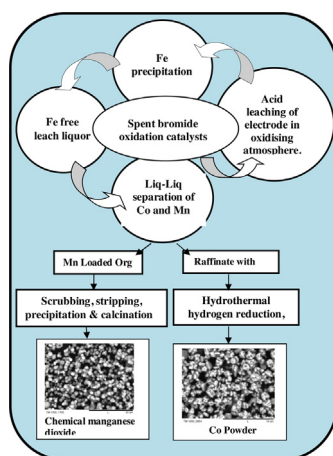 Fe
precipitation
Fe free
leach liquor
Spent bromide
oxidation catalysts
Acid
leaching of
electrode in
oxidising
atmosphere.
Liq-Liq
separation of
Co and Mn
Mn Loaded Org
Raffinate with
Scrubbing, stripping,
precipitation & calcination
Hydrothermal
hydrogen reduction,
Chemical manganese
dioxide
Co Powder